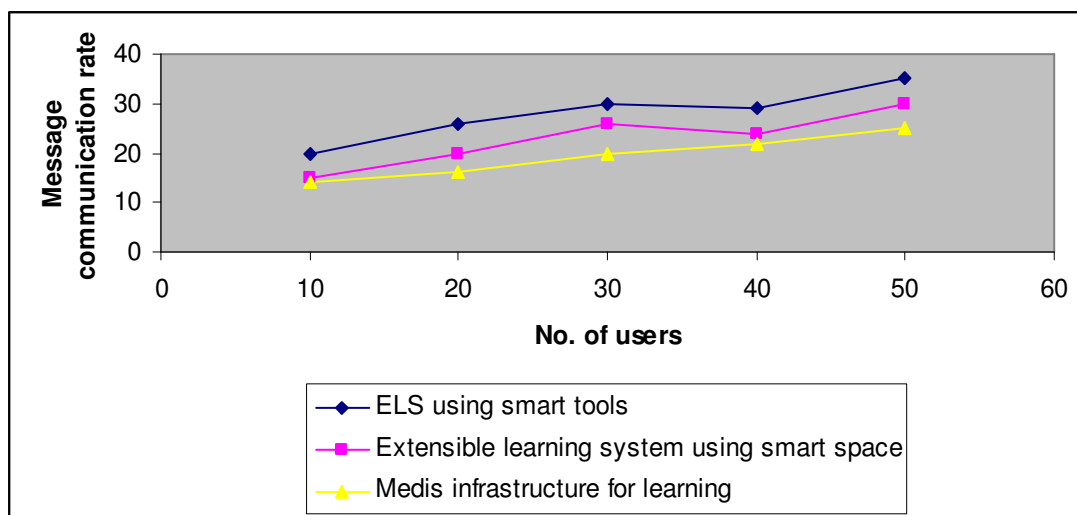 Message
communication rate
40
30
20
10
0
0 10 20 30 40 50 60
No. of users
ELS using smart tools
Extensible learning system using smart space
Medis infrastructure for learning